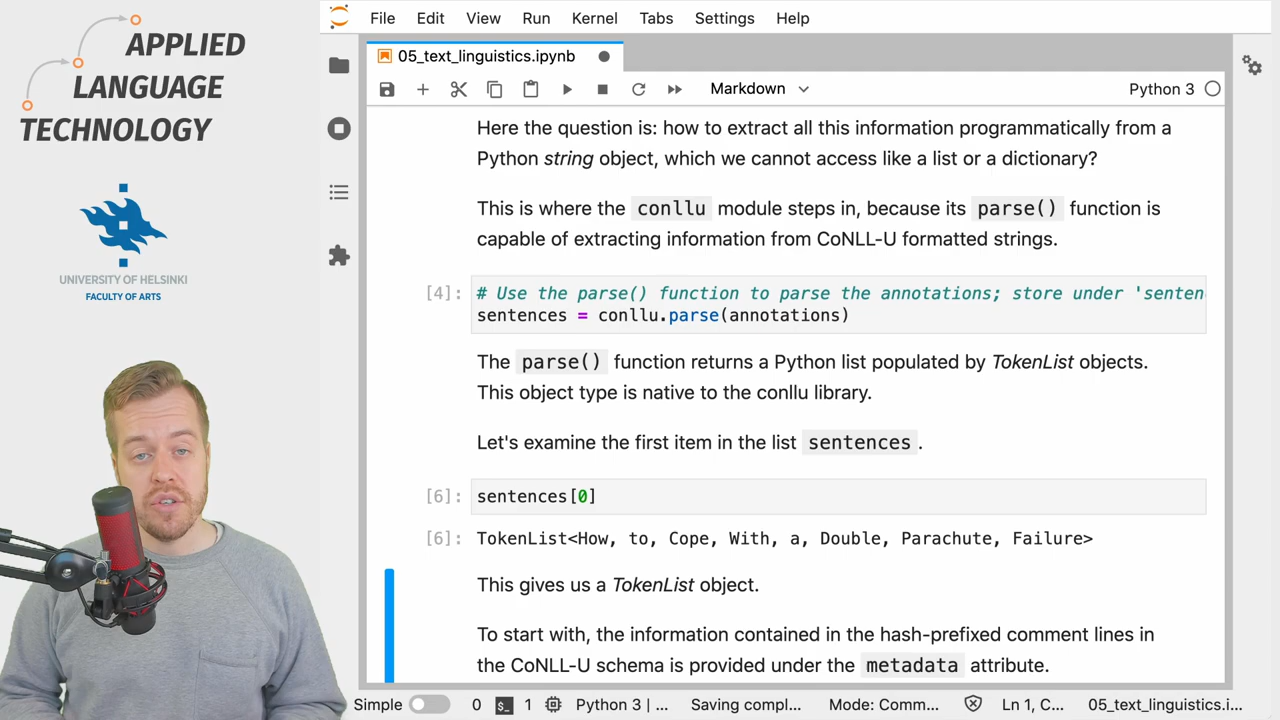 APPLIED
LANGUAGE
TECHNOLOGY
UNIVERSITY OF HELSINKI
FACULTY OF ARTS
File Edit View Run Kernel Tabs Settings Help
05_text_linguistics.ipynb
Markdown
Python 3
Here the question is: how to extract all this information programmatically from a
Python string object, which we cannot access like a list or a dictionary?
This is where the conllu module steps in, because its parse() function is
capable of extracting information from CoNLL-U formatted strings.
[4]: # Use the parse() function to parse the annotations; store under 'senten
sentences = conllu.parse(annotations)
The parse() function returns a Python list populated by TokenList objects.
This object type is native to the conllu library.
Let's examine the first item in the list sentences.
[6]: sentences[0]
[6]: TokenList<How, to, Cope, With, a, Double, Parachute, Failure>
This gives us a TokenList object.
To start with, the information contained in the hash-prefixed comment lines in
the CoNLL-U schema is provided under the metadata attribute.
Simple 0 $_ 1 Python 3 | ... Saving compl... Mode: Comm... Ln 1, C... 05_text_linguistics.i...